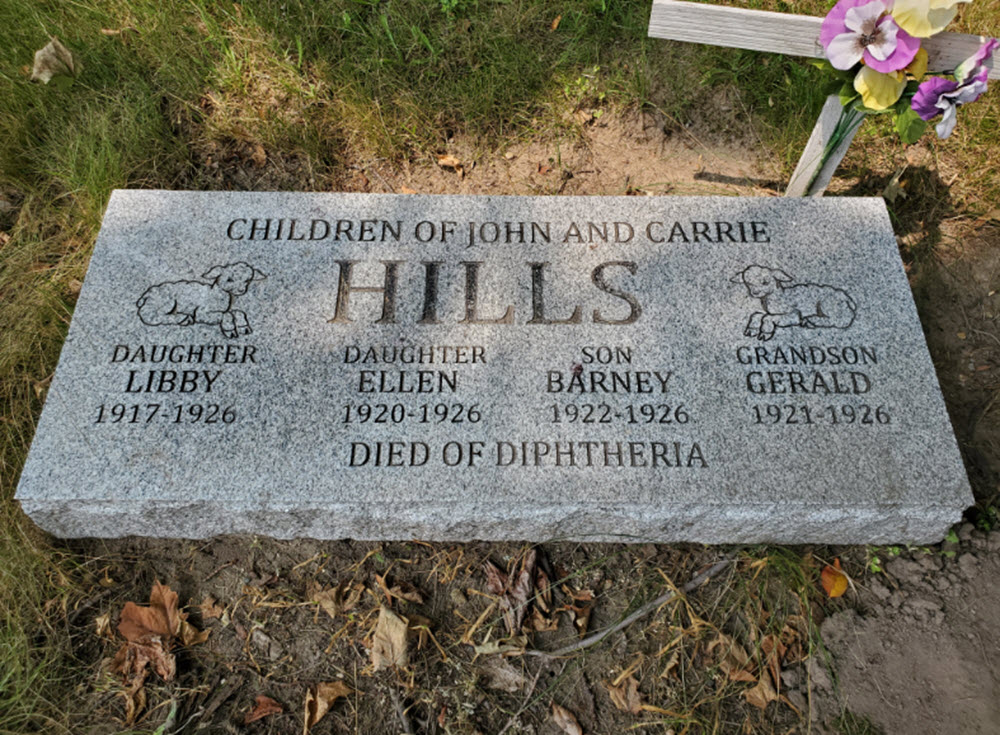 CHILDREN OF JOHN AND CARRIE
HILLS
DAUGHTER DAUGHTER SON GRANDSON
LIBBY ELLEN BARNEY GERALD
1917-1926 1920-1926 1922-1926 1921-1926
DIED OF DIPHTHERIA